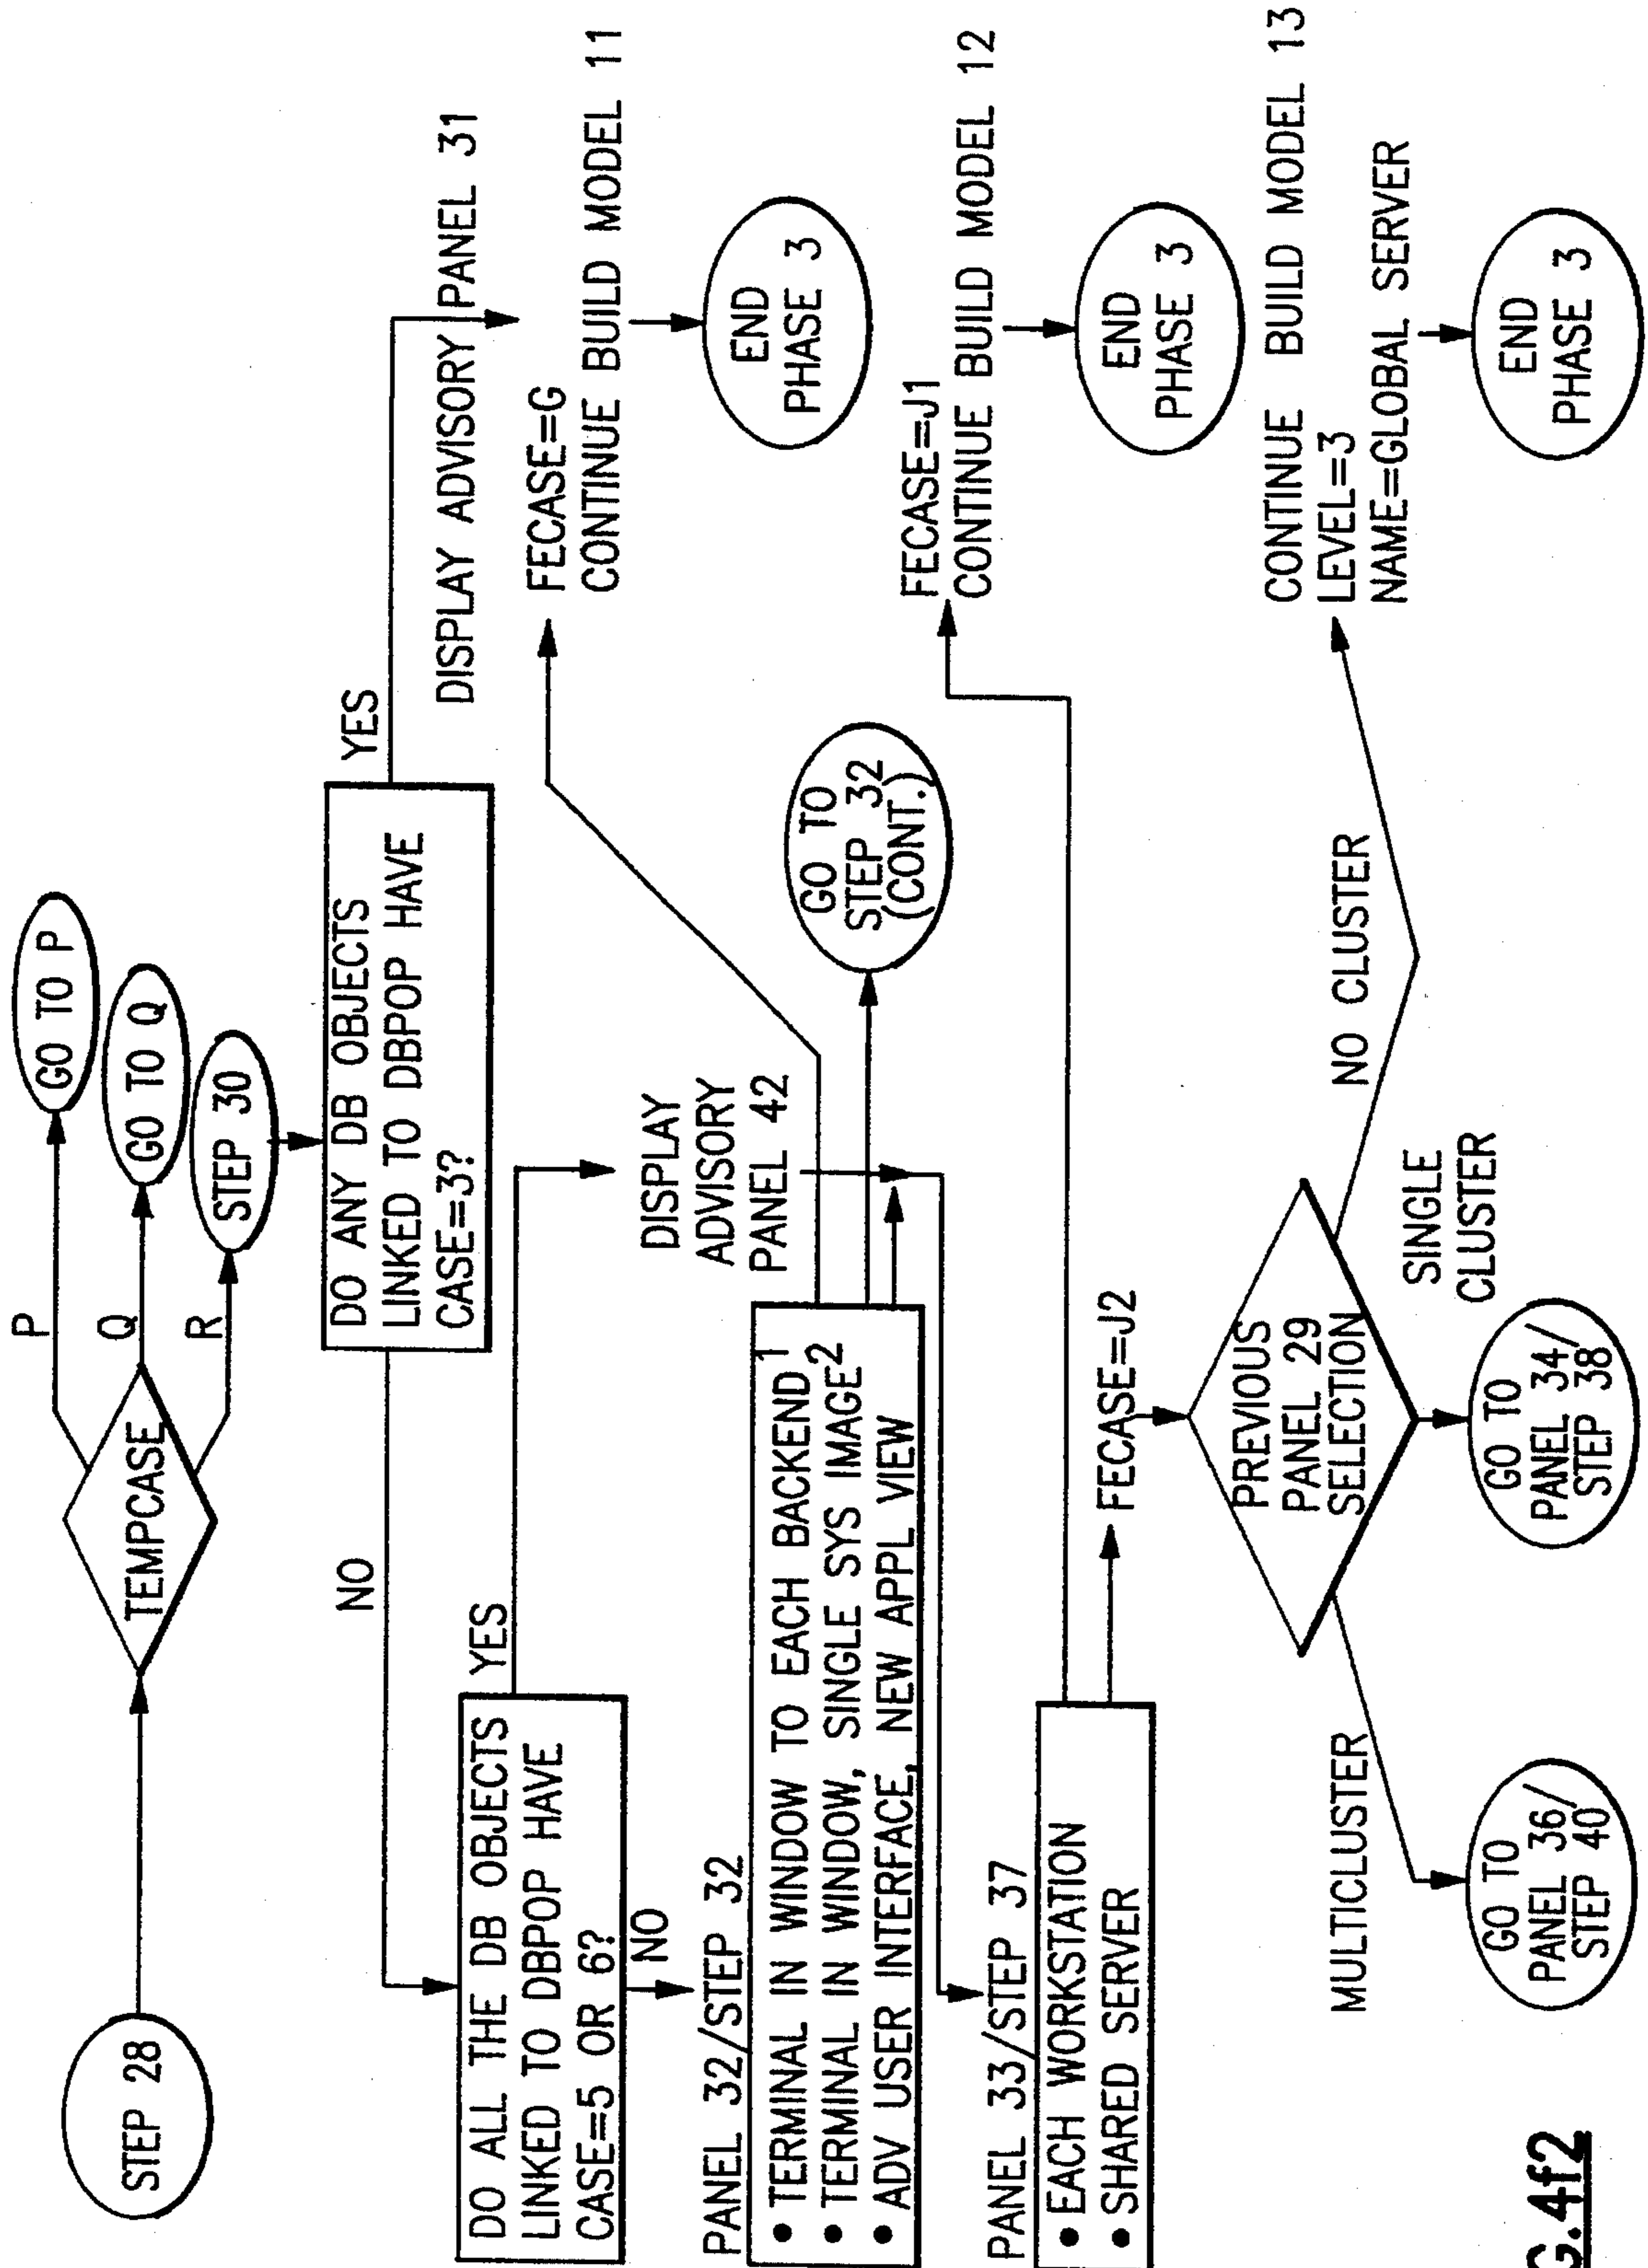 STEP 28
TEMPCASE
P
GO TO P
Q
GO TO Q
R
STEP 30
DO ANY DB OBJECTS
LINKED TO DBPOP HAVE
CASE=3?
YES
NO
DISPLAY ADVISORY PANEL 31
FECASE=G
CONTINUE BUILD MODEL 11
END
PHASE 3
DO ALL THE DB OBJECTS
LINKED TO DBPOP HAVE
CASE=5 OR 6?
YES
NO
DISPLAY
ADVISORY
PANEL 42
PANEL 32/STEP 32
• TERMINAL IN WINDOW TO EACH BACKEND 1
• TERMINAL IN WINDOW, SINGLE SYS IMAGE 2
• ADV USER INTERFACE, NEW APPL VIEW
GO TO
STEP 32
(CONT.)
PANEL 33/STEP 37
• EACH WORKSTATION
• SHARED SERVER
FECASE=J1
CONTINUE BUILD MODEL 12
END
PHASE 3
FECASE=J2
PREVIOUS
PANEL 29
SELECTION
MULTICLUSTER
GO TO
PANEL 36/
STEP 40
SINGLE
CLUSTER
GO TO
PANEL 34/
STEP 38
NO CLUSTER
CONTINUE BUILD MODEL 13
LEVEL=3
NAME=GLOBAL SERVER
END
PHASE 3
G.4f2